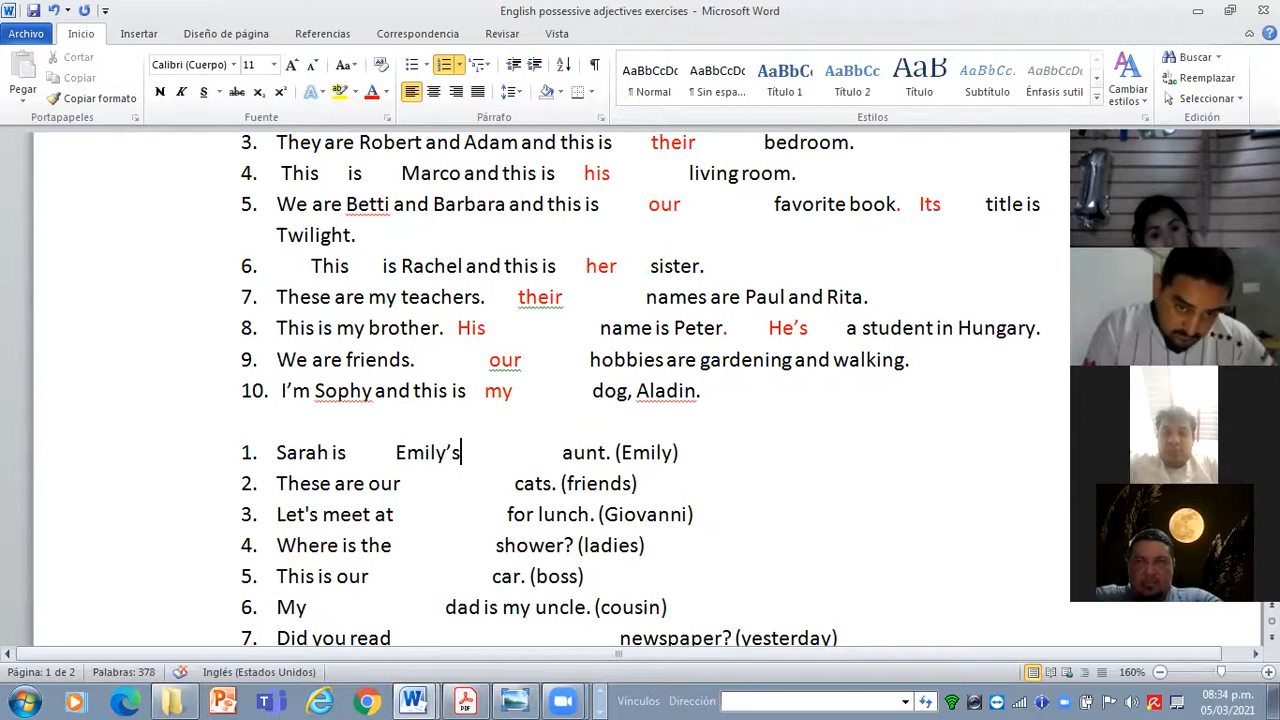 English possessive adjectives exercises - Microsoft Word
Archivo Inicio Insertar Diseño de página Referencias Correspondencia Revisar Vista
Pegar Cortar Calibri (Cuerpo) 11 AaBbCcDc AaBbCcDc AaBbC AaBbCc AaB AaBbCc. AaBbCcDc Cambiar estilos Buscar
Copiar N K S abc x₂ x² A ¶ Normal ¶ Sin espa... Título 1 Título 2 Título Subtítulo Énfasis sutil Reemplazar
Copiar formato Seleccionar
Portapapeles Fuente Párrafo Estilos Edición
3. They are Robert and Adam and this is their bedroom.
4. This is Marco and this is his living room.
5. We are Betti and Barbara and this is our favorite book. Its title is
Twilight.
6. This is Rachel and this is her sister.
7. These are my teachers. their names are Paul and Rita.
8. This is my brother. His name is Peter. He's a student in Hungary.
9. We are friends. our hobbies are gardening and walking.
10. I'm Sophy and this is my dog, Aladin.
1. Sarah is Emily's aunt. (Emily)
2. These are our cats. (friends)
3. Let's meet at for lunch. (Giovanni)
4. Where is the shower? (ladies)
5. This is our car. (boss)
6. My dad is my uncle. (cousin)
7. Did you read newspaper? (yesterday)
Página: 1 de 2 Palabras: 378 Inglés (Estados Unidos) 160%
Vínculos Dirección 08:34 p.m.
05/03/2021